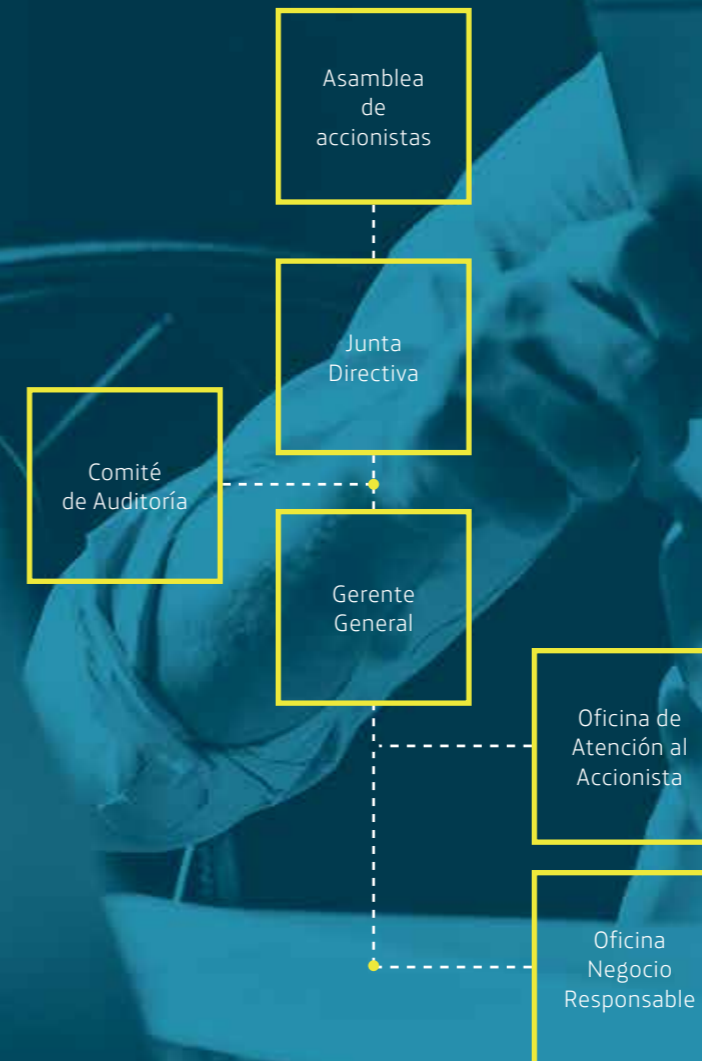 Asamblea
de
accionistas
Junta
Directiva
Comité
de Auditoría
Gerente
General
Oficina de
Atención al
Accionista
Oficina
Negocio
Responsable